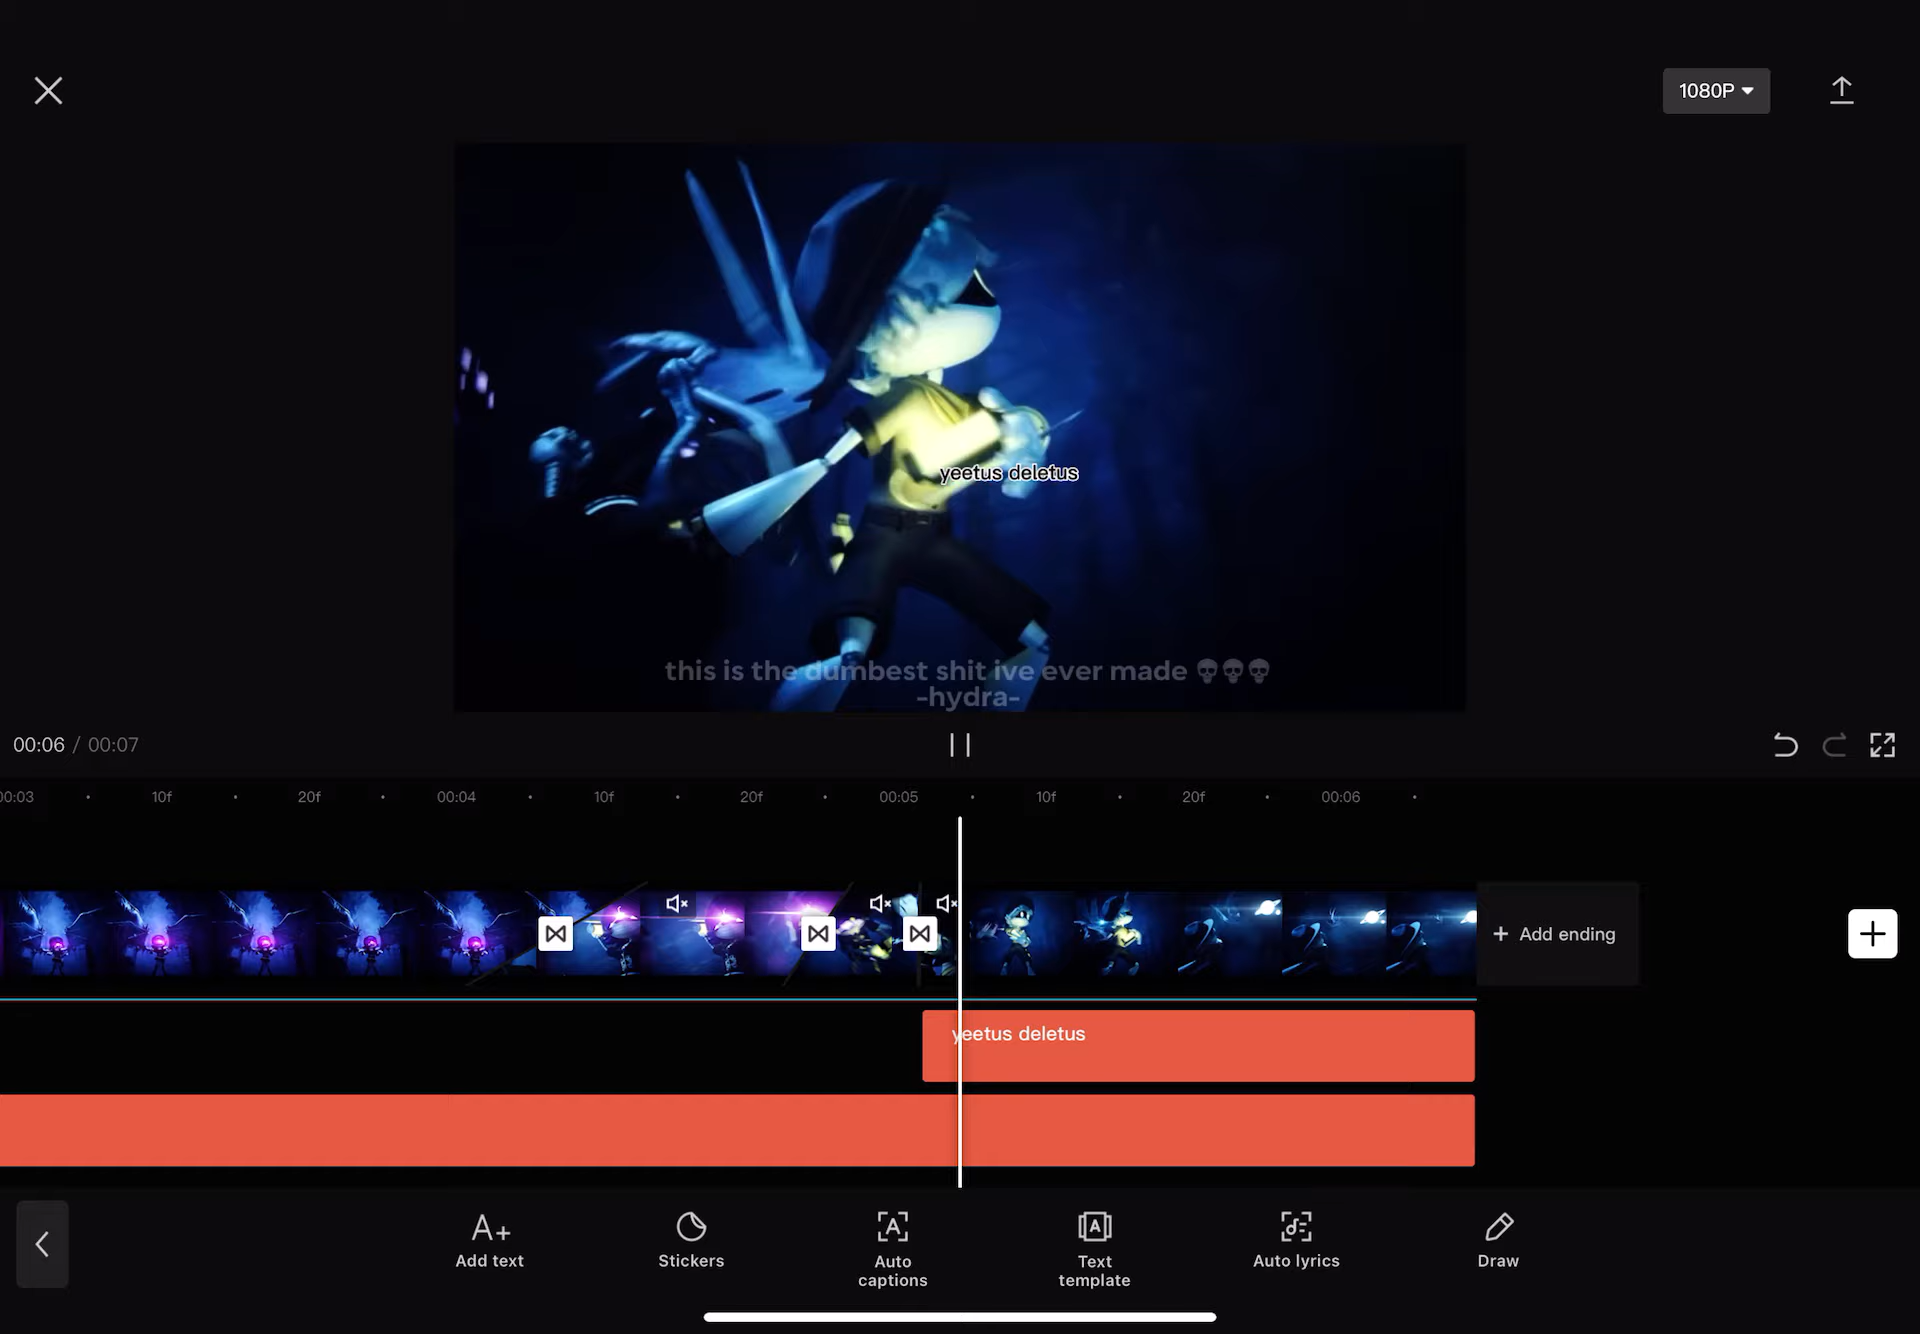 1080P
yeetus deletus
this is the dumbest shit ive ever made 💀💀💀
-hydra-
00:06 / 00:07
00:03 10f 20f 00:04 10f 20f 00:05 10f 20f 00:06
+ Add ending
yeetus deletus
A+
Add text
Stickers
A
Auto
captions
A
Text
template
Auto lyrics
Draw